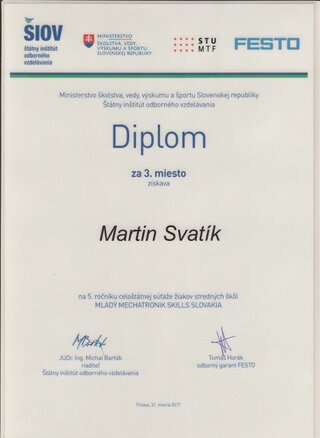 ŠIOV
Štátny inštitút
odborného
vzdelávania
MINISTERSTVO
ŠKOLSTVA, VEDY,
VÝSKUMU A ŠPORTU
SLOVENSKEJ REPUBLIKY
STU
MTF
FESTO
Ministerstvo školstva, vedy, výskumu a športu Slovenskej republiky
Štátny inštitút odborného vzdelávania
Diplom
za 3. miesto
získava
Martin Svatík
na 5. ročníku celoštátnej súťaže žiakov stredných škôl
MLADÝ MECHATRONIK SKILLS SLOVAKIA
JUDr. Ing. Michal Bartók
riaditeľ
Štátny inštitút odborného vzdelávania
Tomáš Horák
odborný garant FESTO
Trnava, 31. marca 2017